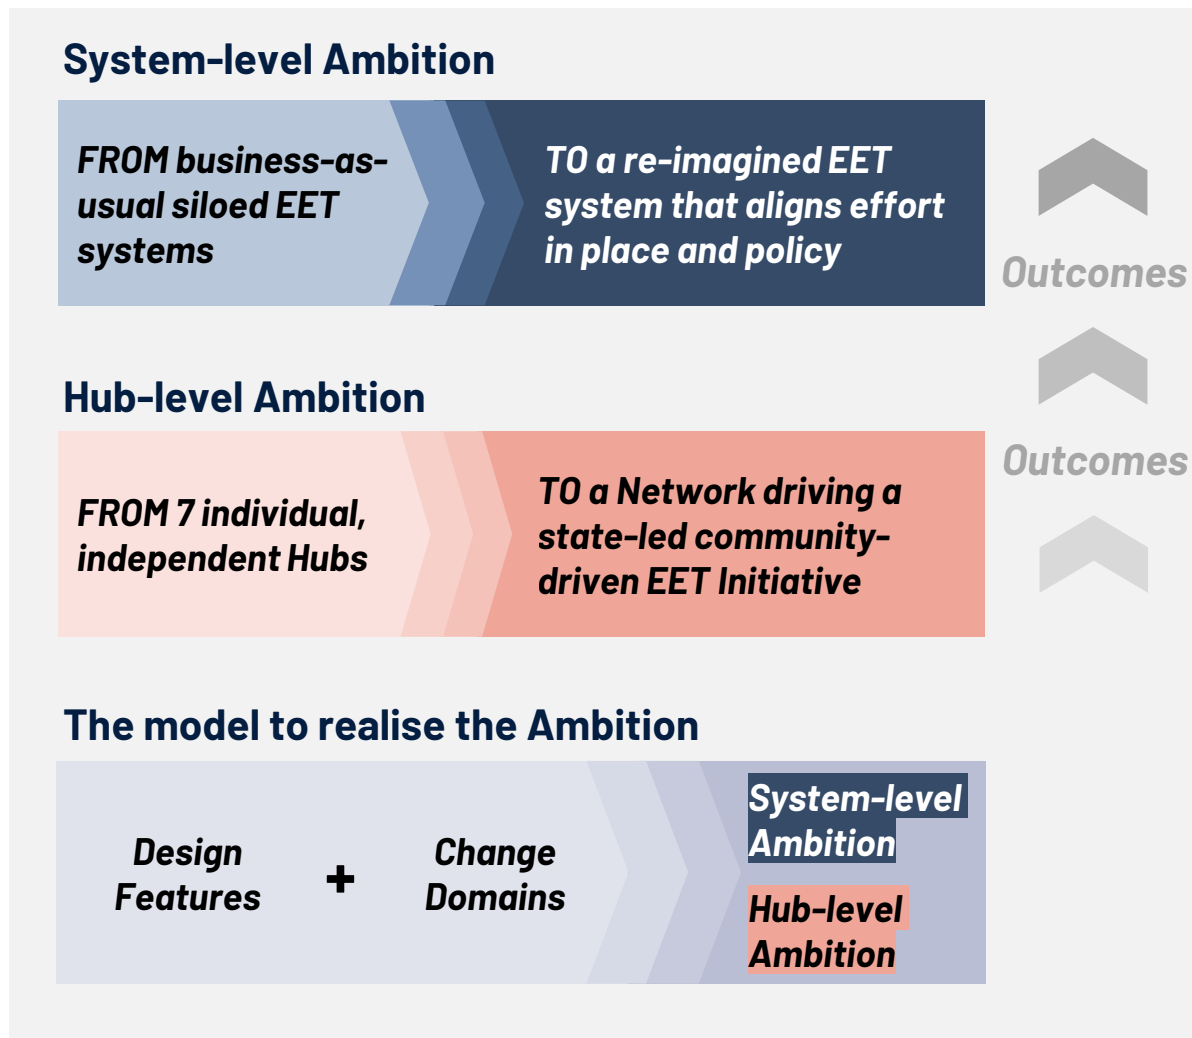 System-level Ambition
FROM business-as-
usual siloed EET
systems
TO a re-imagined EET
system that aligns effort
in place and policy
Outcomes
Hub-level Ambition
FROM 7 individual,
independent Hubs
TO a Network driving a
state-led community-
driven EET Initiative
Outcomes
The model to realise the Ambition
Design
Features
+
Change
Domains
System-level
Ambition
Hub-level
Ambition